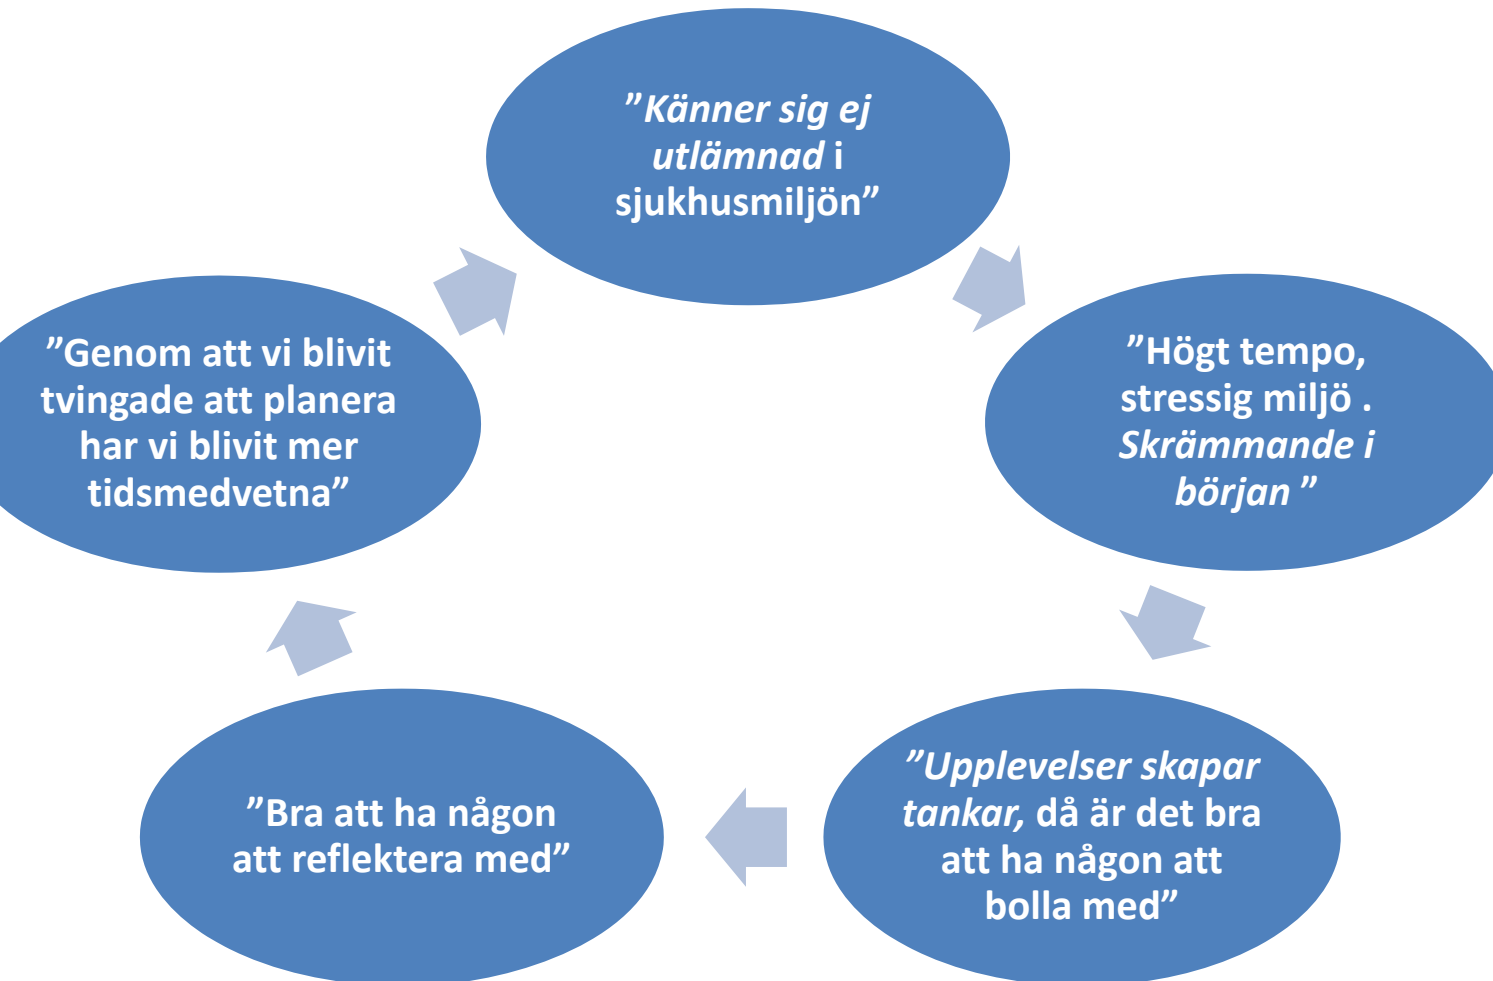 ”Känner sig ej
utlämnad i
sjukhusmiljön”
”Högt tempo,
stressig miljö .
Skrämmande i
början ”
”Upplevelser skapar
tankar, då är det bra
att ha någon att
bolla med”
”Bra att ha någon
att reflektera med”
”Genom att vi blivit
tvingade att planera
har vi blivit mer
tidsmedvetna”